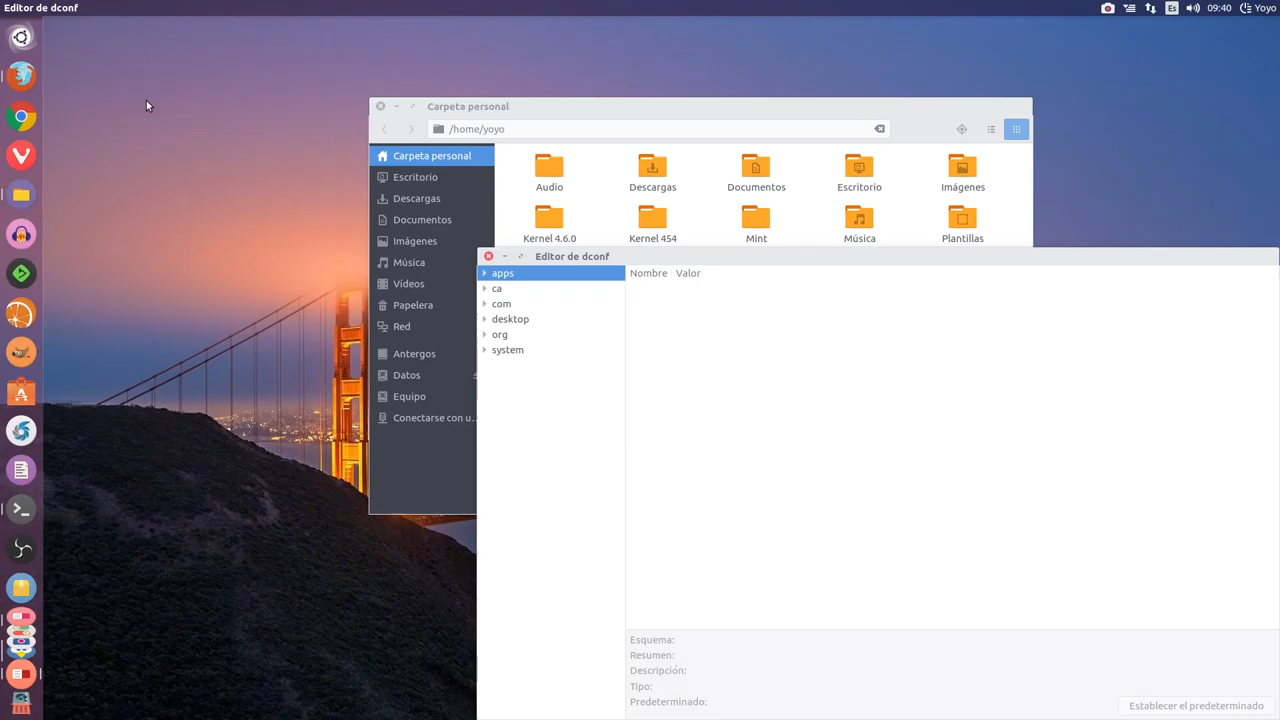 Editor de dconf
Es
09:40
Yoyo
Carpeta personal
/home/yoyo
Carpeta personal
Escritorio
Descargas
Documentos
Imágenes
Música
Vídeos
Papelera
Red
Antergos
Datos
Equipo
Conectarse con u...
Audio
Descargas
Documentos
Escritorio
Imágenes
Kernel 4.6.0
Kernel 454
Mint
Música
Plantillas
Editor de dconf
apps
ca
com
desktop
org
system
Nombre Valor
Esquema:
Resumen:
Descripción:
Tipo:
Predeterminado:
Establecer el predeterminado